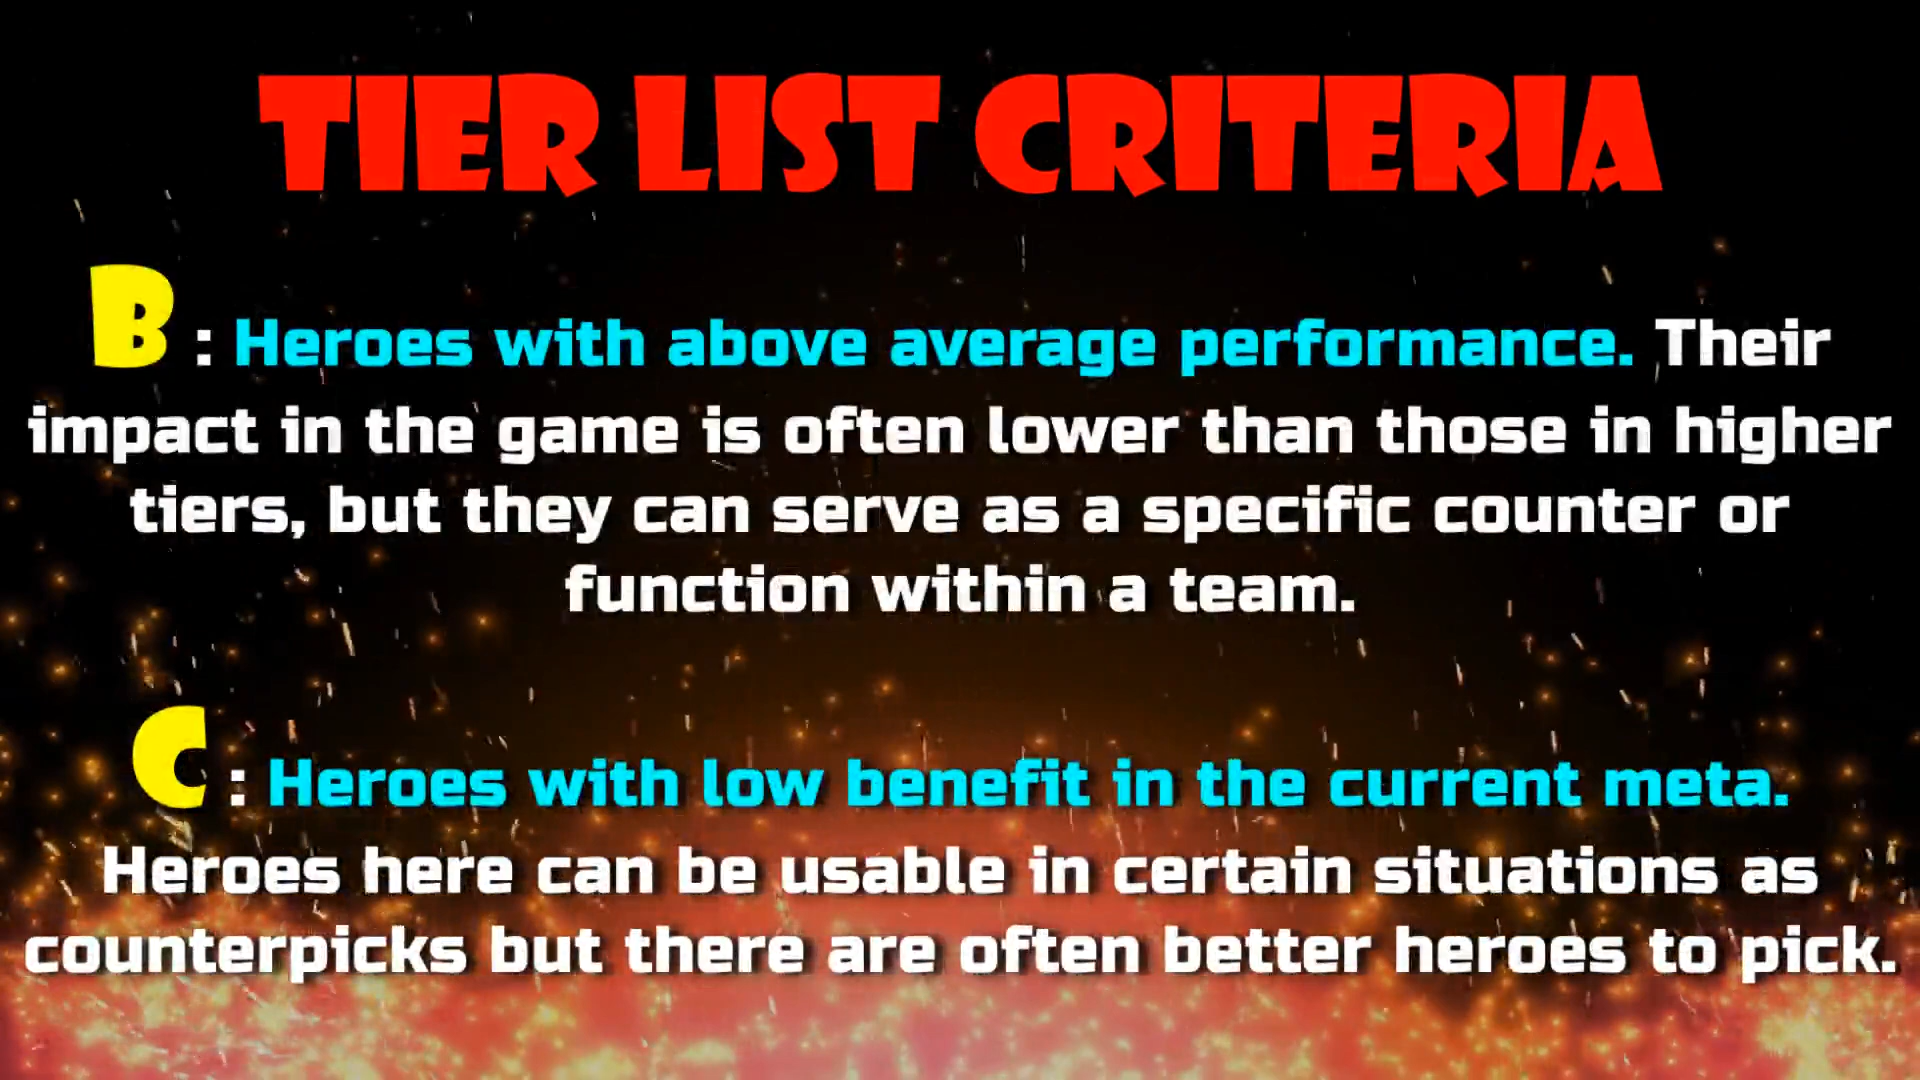 TIER LIST CRITERIA
B : Heroes with above average performance. Their
impact in the game is often lower than those in higher
tiers, but they can serve as a specific counter or
function within a team.
C : Heroes with low benefit in the current meta.
Heroes here can be usable in certain situations as
counterpicks but there are often better heroes to pick.